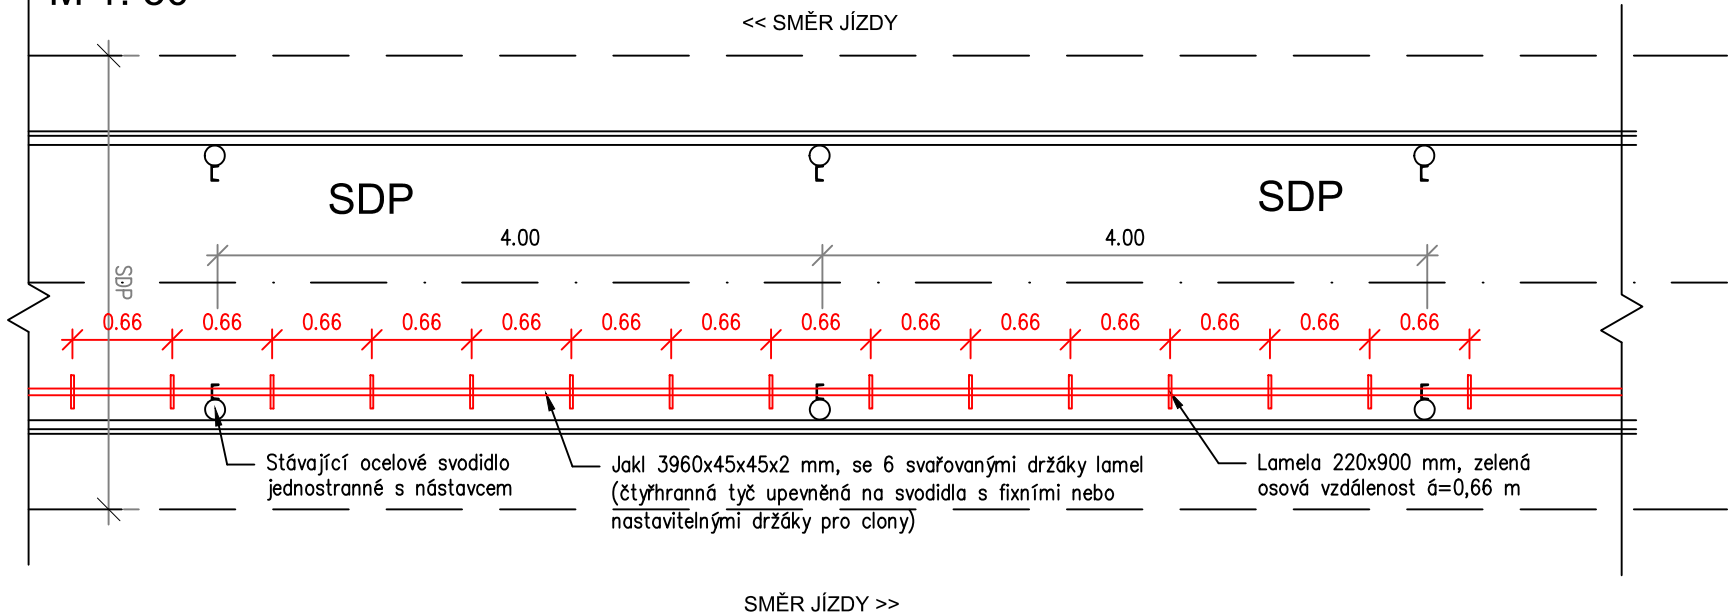 M 1: 50
<< SMĚR JÍZDY
SDP
SDP
4.00
4.00
SDP
0.66
0.66
0.66
0.66
0.66
0.66
0.66
0.66
0.66
0.66
0.66
0.66
0.66
0.66
Stávající ocelové svodidlo
jednostranné s nástavcem
Jakl 3960x45x45x2 mm, se 6 svařovanými držáky lamel
(čtyřhranná tyč upevněná na svodidla s fixními nebo
nastavitelnými držáky pro clony)
Lamela 220x900 mm, zelená
osová vzdálenost á=0,66 m
SMĚR JÍZDY >>